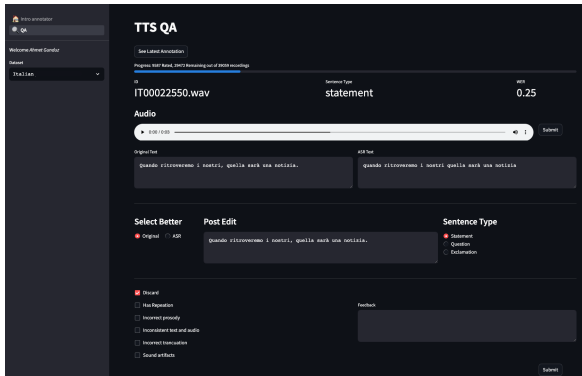 Intro annotator
QA
Welcome Ahmet Gunduz
Dataset
Italian
TTS QA
See Latest Annotation
Progress: 9587 Rated, 29472 Remaining out of 39059 recordings
ID
IT00022550.wav
Sentence Type
statement
WER
0.25
Audio
0:00 / 0:03
Submit
Original Text
Quando ritroveremo i nostri, quella sarà una notizia.
ASR Text
quando ritroveremo i nostri quella sarà una notizia
Select Better
Original
ASR
Post Edit
Quando ritroveremo i nostri, quella sarà una notizia.
Sentence Type
Statement
Question
Exclamation
Discard
Has Repeation
Incorrect prosody
Inconsistent text and audio
Incorrect trancuation
Sound artifacts
Feedback
Submit